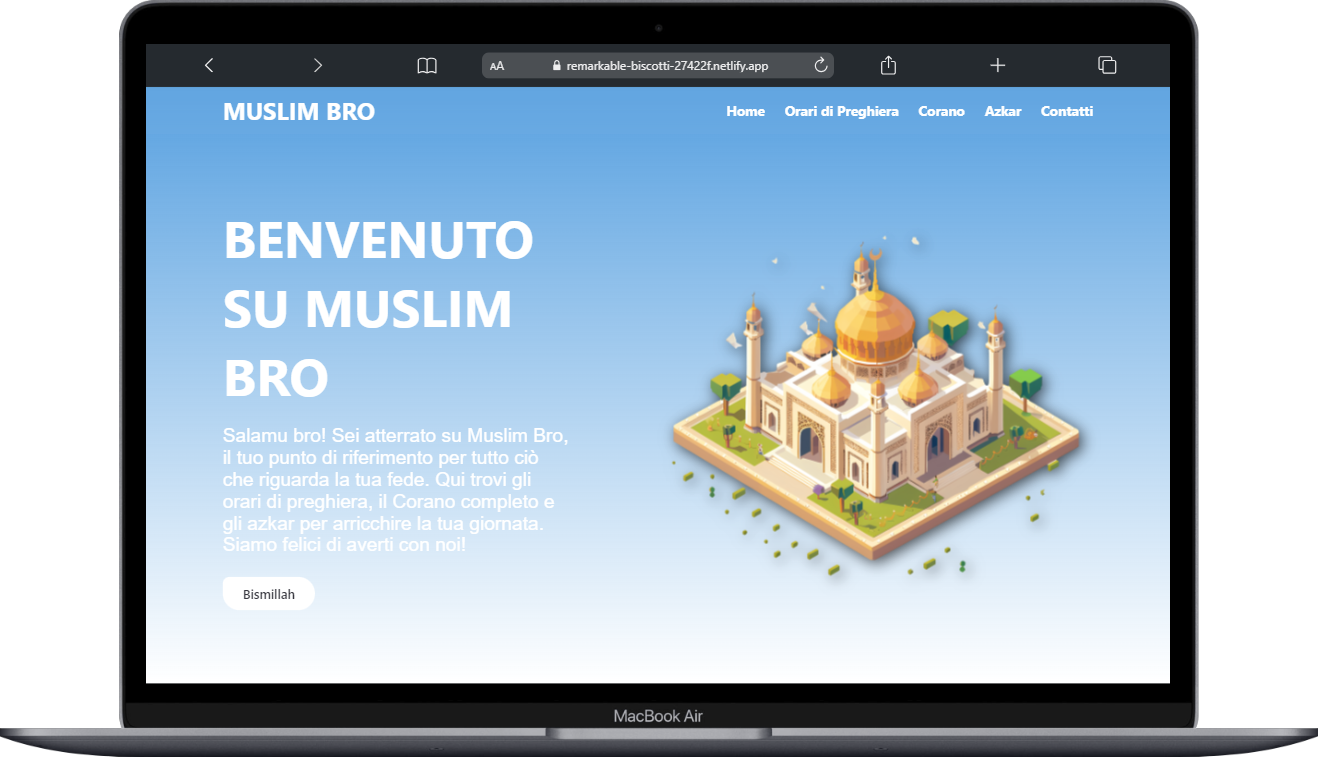 AA
remarkable-biscotti-27422f.netlify.app
MUSLIM BRO
Home Orari di Preghiera Corano Azkar Contatti
BENVENUTO
SU MUSLIM
BRO
Salamu bro! Sei atterrato su Muslim Bro,
il tuo punto di riferimento per tutto ciò
che riguarda la tua fede. Qui trovi gli
orari di preghiera, il Corano completo e
gli azkar per arricchire la tua giornata.
Siamo felici di averti con noi!
Bismillah
MacBook Air